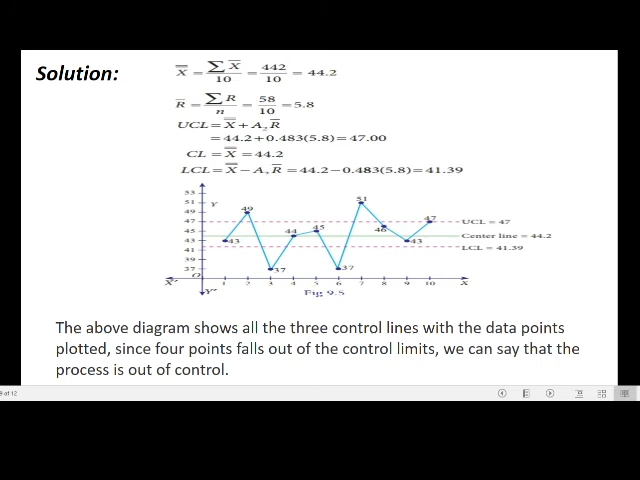 Solution:
X̿ = ∑ X̅ / 10 = 442 / 10 = 44.2
R̅ = ∑ R / n = 58 / 10 = 5.8
UCL = X̿ + A₂ R̅
= 44.2 + 0.483(5.8) = 47.00
CL = X̿ = 44.2
LCL = X̿ − A₂ R̅ = 44.2 − 0.483(5.8) = 41.39
53
51
49
47
45
43
41
39
37
Y
43
49
37
44
45
37
51
46
43
47
UCL = 47
Center line = 44.2
LCL = 41.39
X'
O
1 2 3 4 5 6 7 8 9 10
X
Y'
Fig 9.5
The above diagram shows all the three control lines with the data points
plotted, since four points falls out of the control limits, we can say that the
process is out of control.
9 of 12